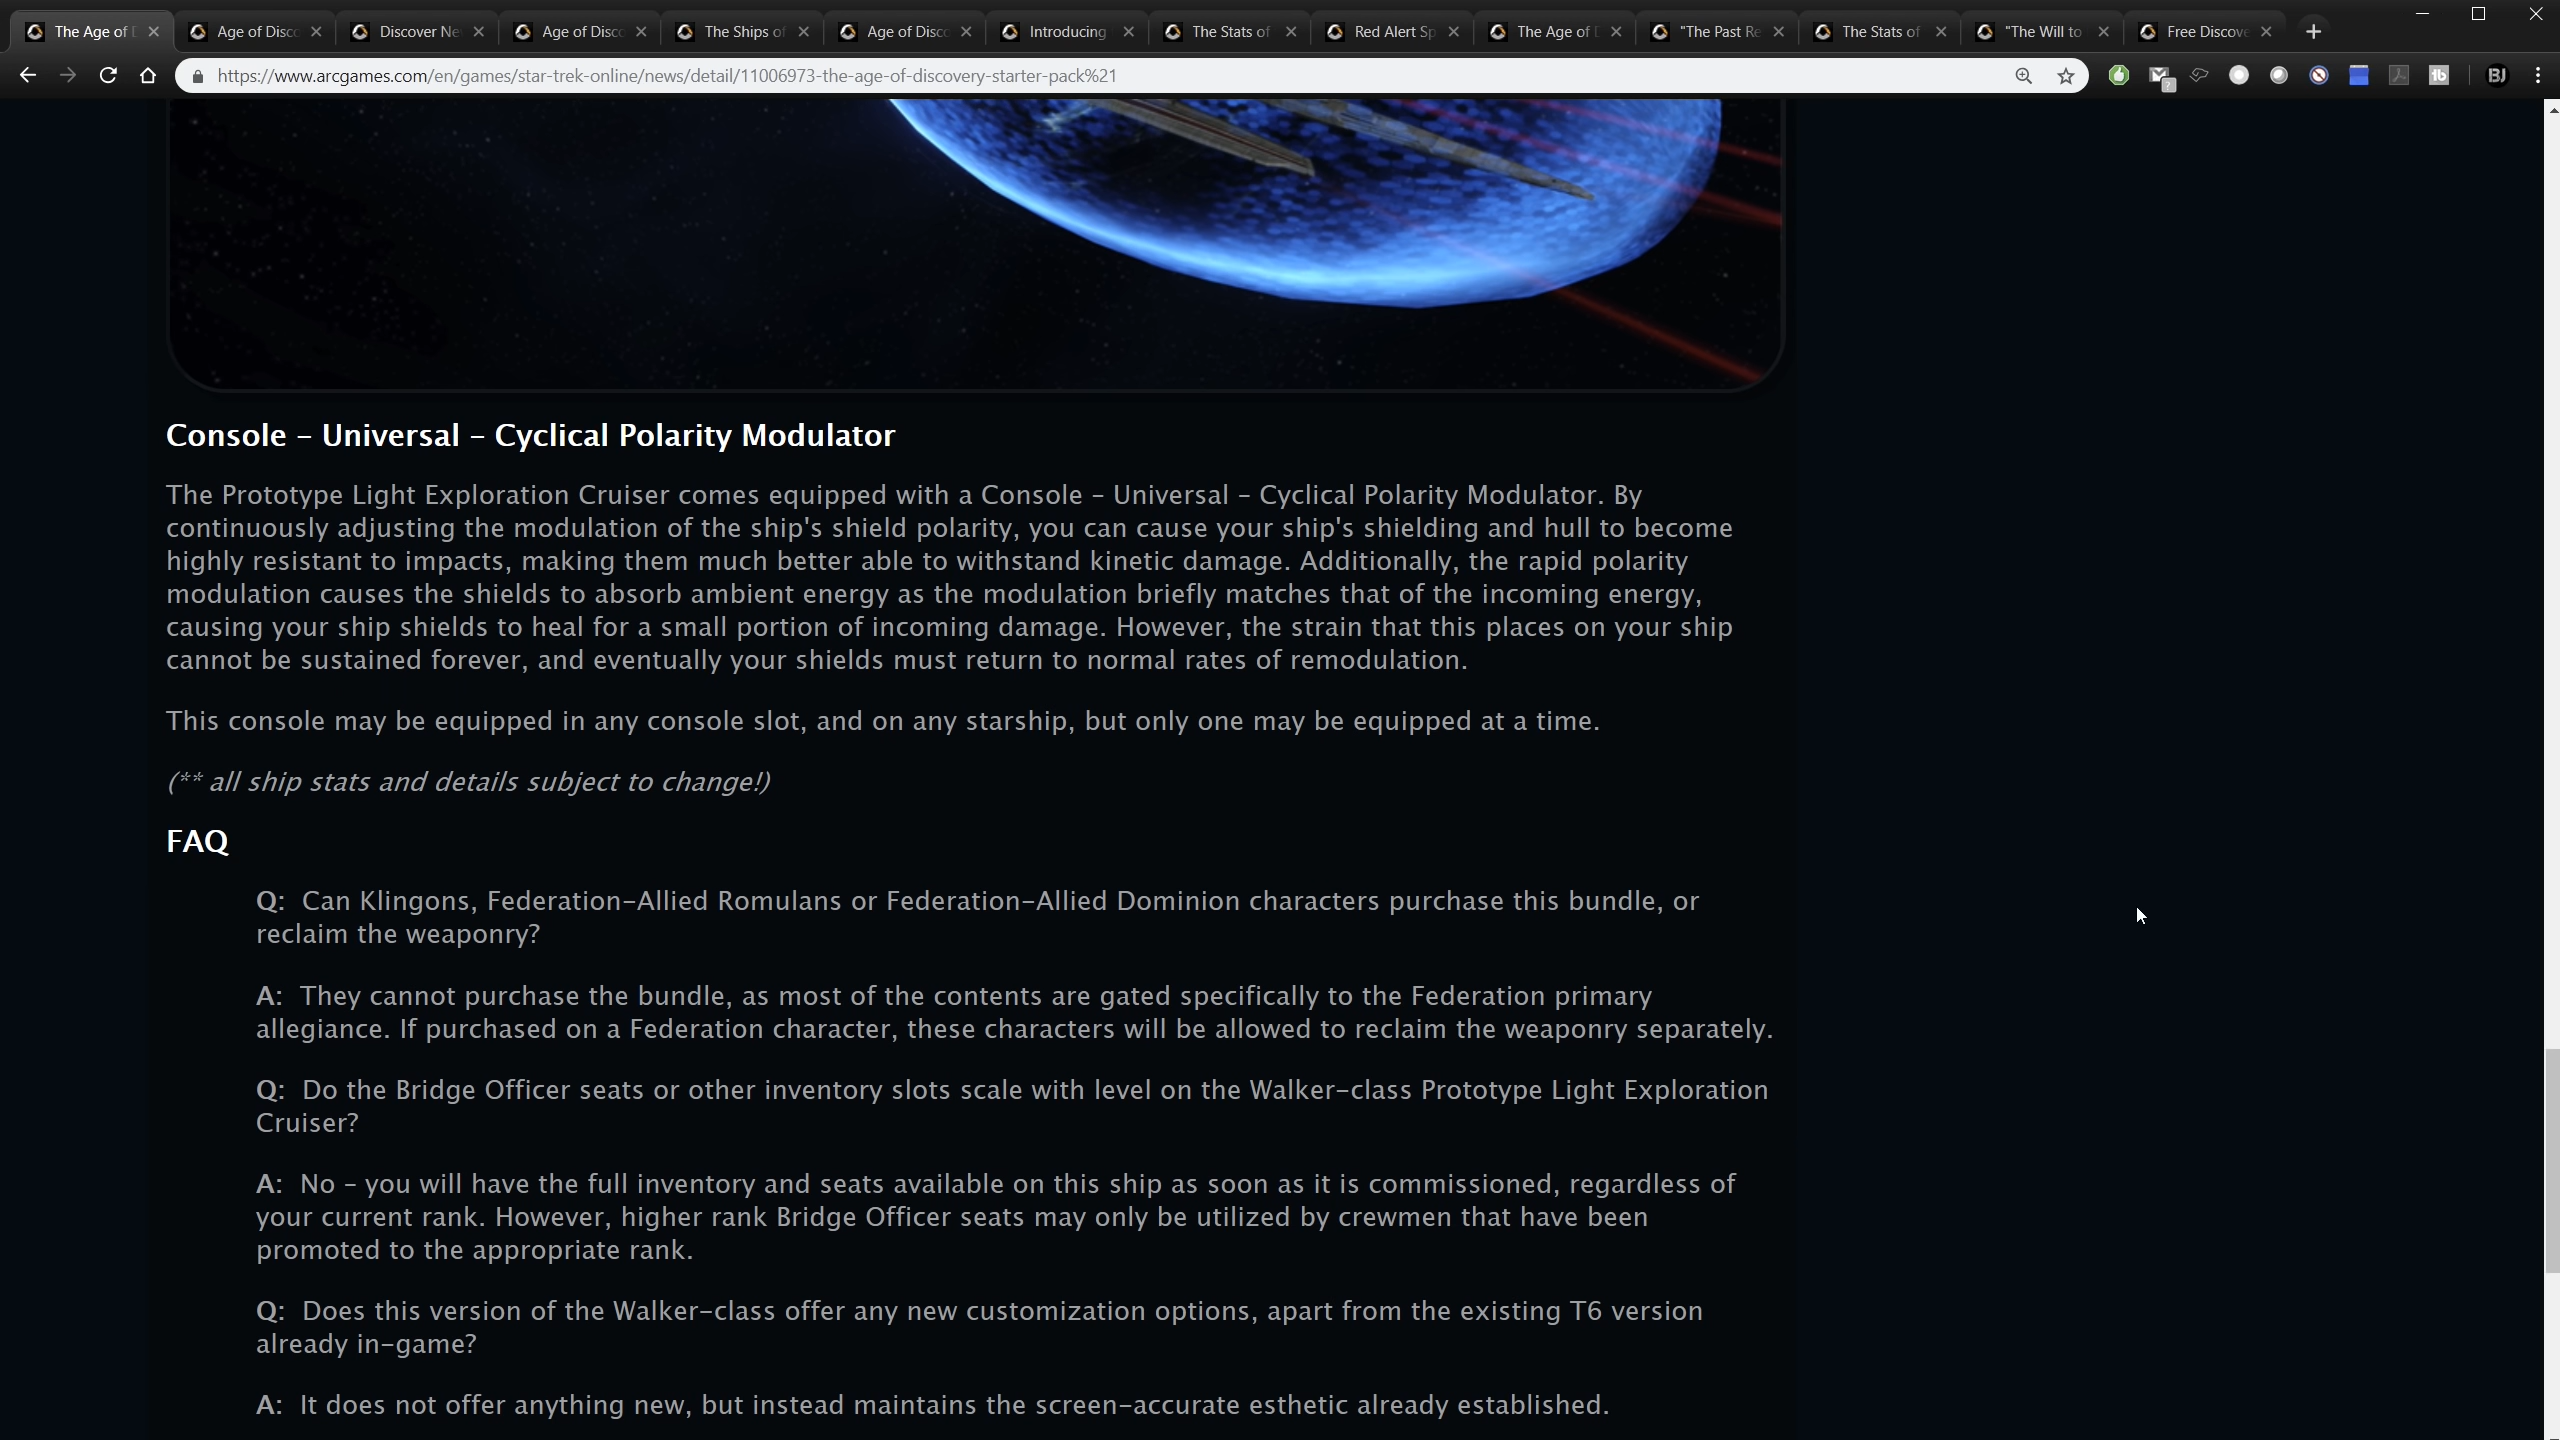 The Age of D
Age of Disco
Discover Ne
Age of Disco
The Ships of
Age of Disco
Introducing
The Stats of
Red Alert Sp
The Age of D
"The Past Re
The Stats of
"The Will to
Free Discove
https://www.arcgames.com/en/games/star-trek-online/news/detail/11006973-the-age-of-discovery-starter-pack%21
BJ
Console – Universal – Cyclical Polarity Modulator
The Prototype Light Exploration Cruiser comes equipped with a Console – Universal – Cyclical Polarity Modulator. By
continuously adjusting the modulation of the ship's shield polarity, you can cause your ship's shielding and hull to become
highly resistant to impacts, making them much better able to withstand kinetic damage. Additionally, the rapid polarity
modulation causes the shields to absorb ambient energy as the modulation briefly matches that of the incoming energy,
causing your ship shields to heal for a small portion of incoming damage. However, the strain that this places on your ship
cannot be sustained forever, and eventually your shields must return to normal rates of remodulation.
This console may be equipped in any console slot, and on any starship, but only one may be equipped at a time.
(** all ship stats and details subject to change!)
FAQ
Q: Can Klingons, Federation-Allied Romulans or Federation-Allied Dominion characters purchase this bundle, or
reclaim the weaponry?
A: They cannot purchase the bundle, as most of the contents are gated specifically to the Federation primary
allegiance. If purchased on a Federation character, these characters will be allowed to reclaim the weaponry separately.
Q: Do the Bridge Officer seats or other inventory slots scale with level on the Walker-class Prototype Light Exploration
Cruiser?
A: No – you will have the full inventory and seats available on this ship as soon as it is commissioned, regardless of
your current rank. However, higher rank Bridge Officer seats may only be utilized by crewmen that have been
promoted to the appropriate rank.
Q: Does this version of the Walker-class offer any new customization options, apart from the existing T6 version
already in-game?
A: It does not offer anything new, but instead maintains the screen-accurate esthetic already established.